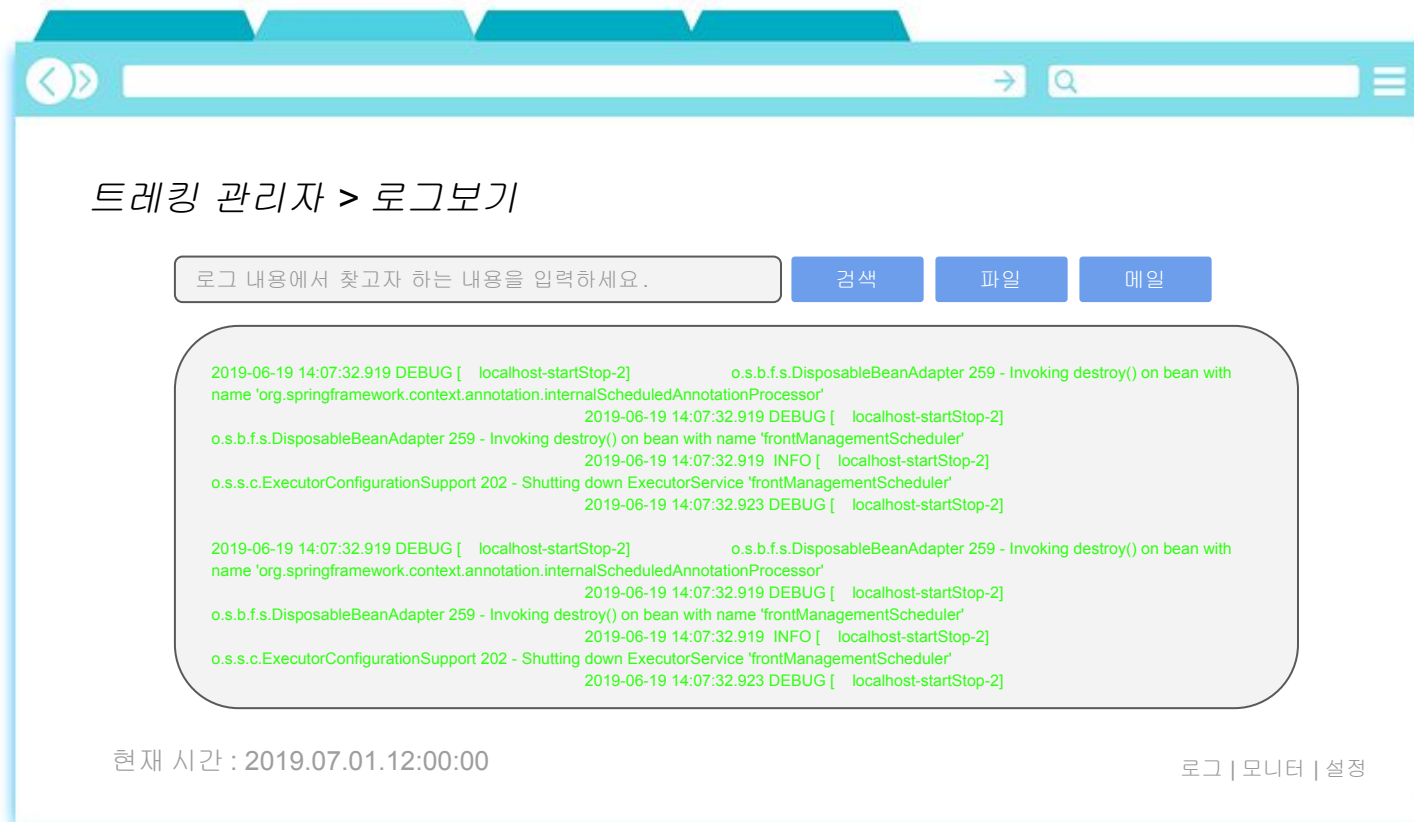 트레킹 관리자 > 로그보기
로그 내용에서 찾고자 하는 내용을 입력하세요. 검색 파일 메일
2019-06-19 14:07:32.919 DEBUG [ localhost-startStop-2] o.s.b.f.s.DisposableBeanAdapter 259 - Invoking destroy() on bean with
name 'org.springframework.context.annotation.internalScheduledAnnotationProcessor'
2019-06-19 14:07:32.919 DEBUG [ localhost-startStop-2]
o.s.b.f.s.DisposableBeanAdapter 259 - Invoking destroy() on bean with name 'frontManagementScheduler'
2019-06-19 14:07:32.919 INFO [ localhost-startStop-2]
o.s.s.c.ExecutorConfigurationSupport 202 - Shutting down ExecutorService 'frontManagementScheduler'
2019-06-19 14:07:32.923 DEBUG [ localhost-startStop-2]
2019-06-19 14:07:32.919 DEBUG [ localhost-startStop-2] o.s.b.f.s.DisposableBeanAdapter 259 - Invoking destroy() on bean with
name 'org.springframework.context.annotation.internalScheduledAnnotationProcessor'
2019-06-19 14:07:32.919 DEBUG [ localhost-startStop-2]
o.s.b.f.s.DisposableBeanAdapter 259 - Invoking destroy() on bean with name 'frontManagementScheduler'
2019-06-19 14:07:32.919 INFO [ localhost-startStop-2]
o.s.s.c.ExecutorConfigurationSupport 202 - Shutting down ExecutorService 'frontManagementScheduler'
2019-06-19 14:07:32.923 DEBUG [ localhost-startStop-2]
현재 시간 : 2019.07.01.12:00:00
로그 | 모니터 | 설정